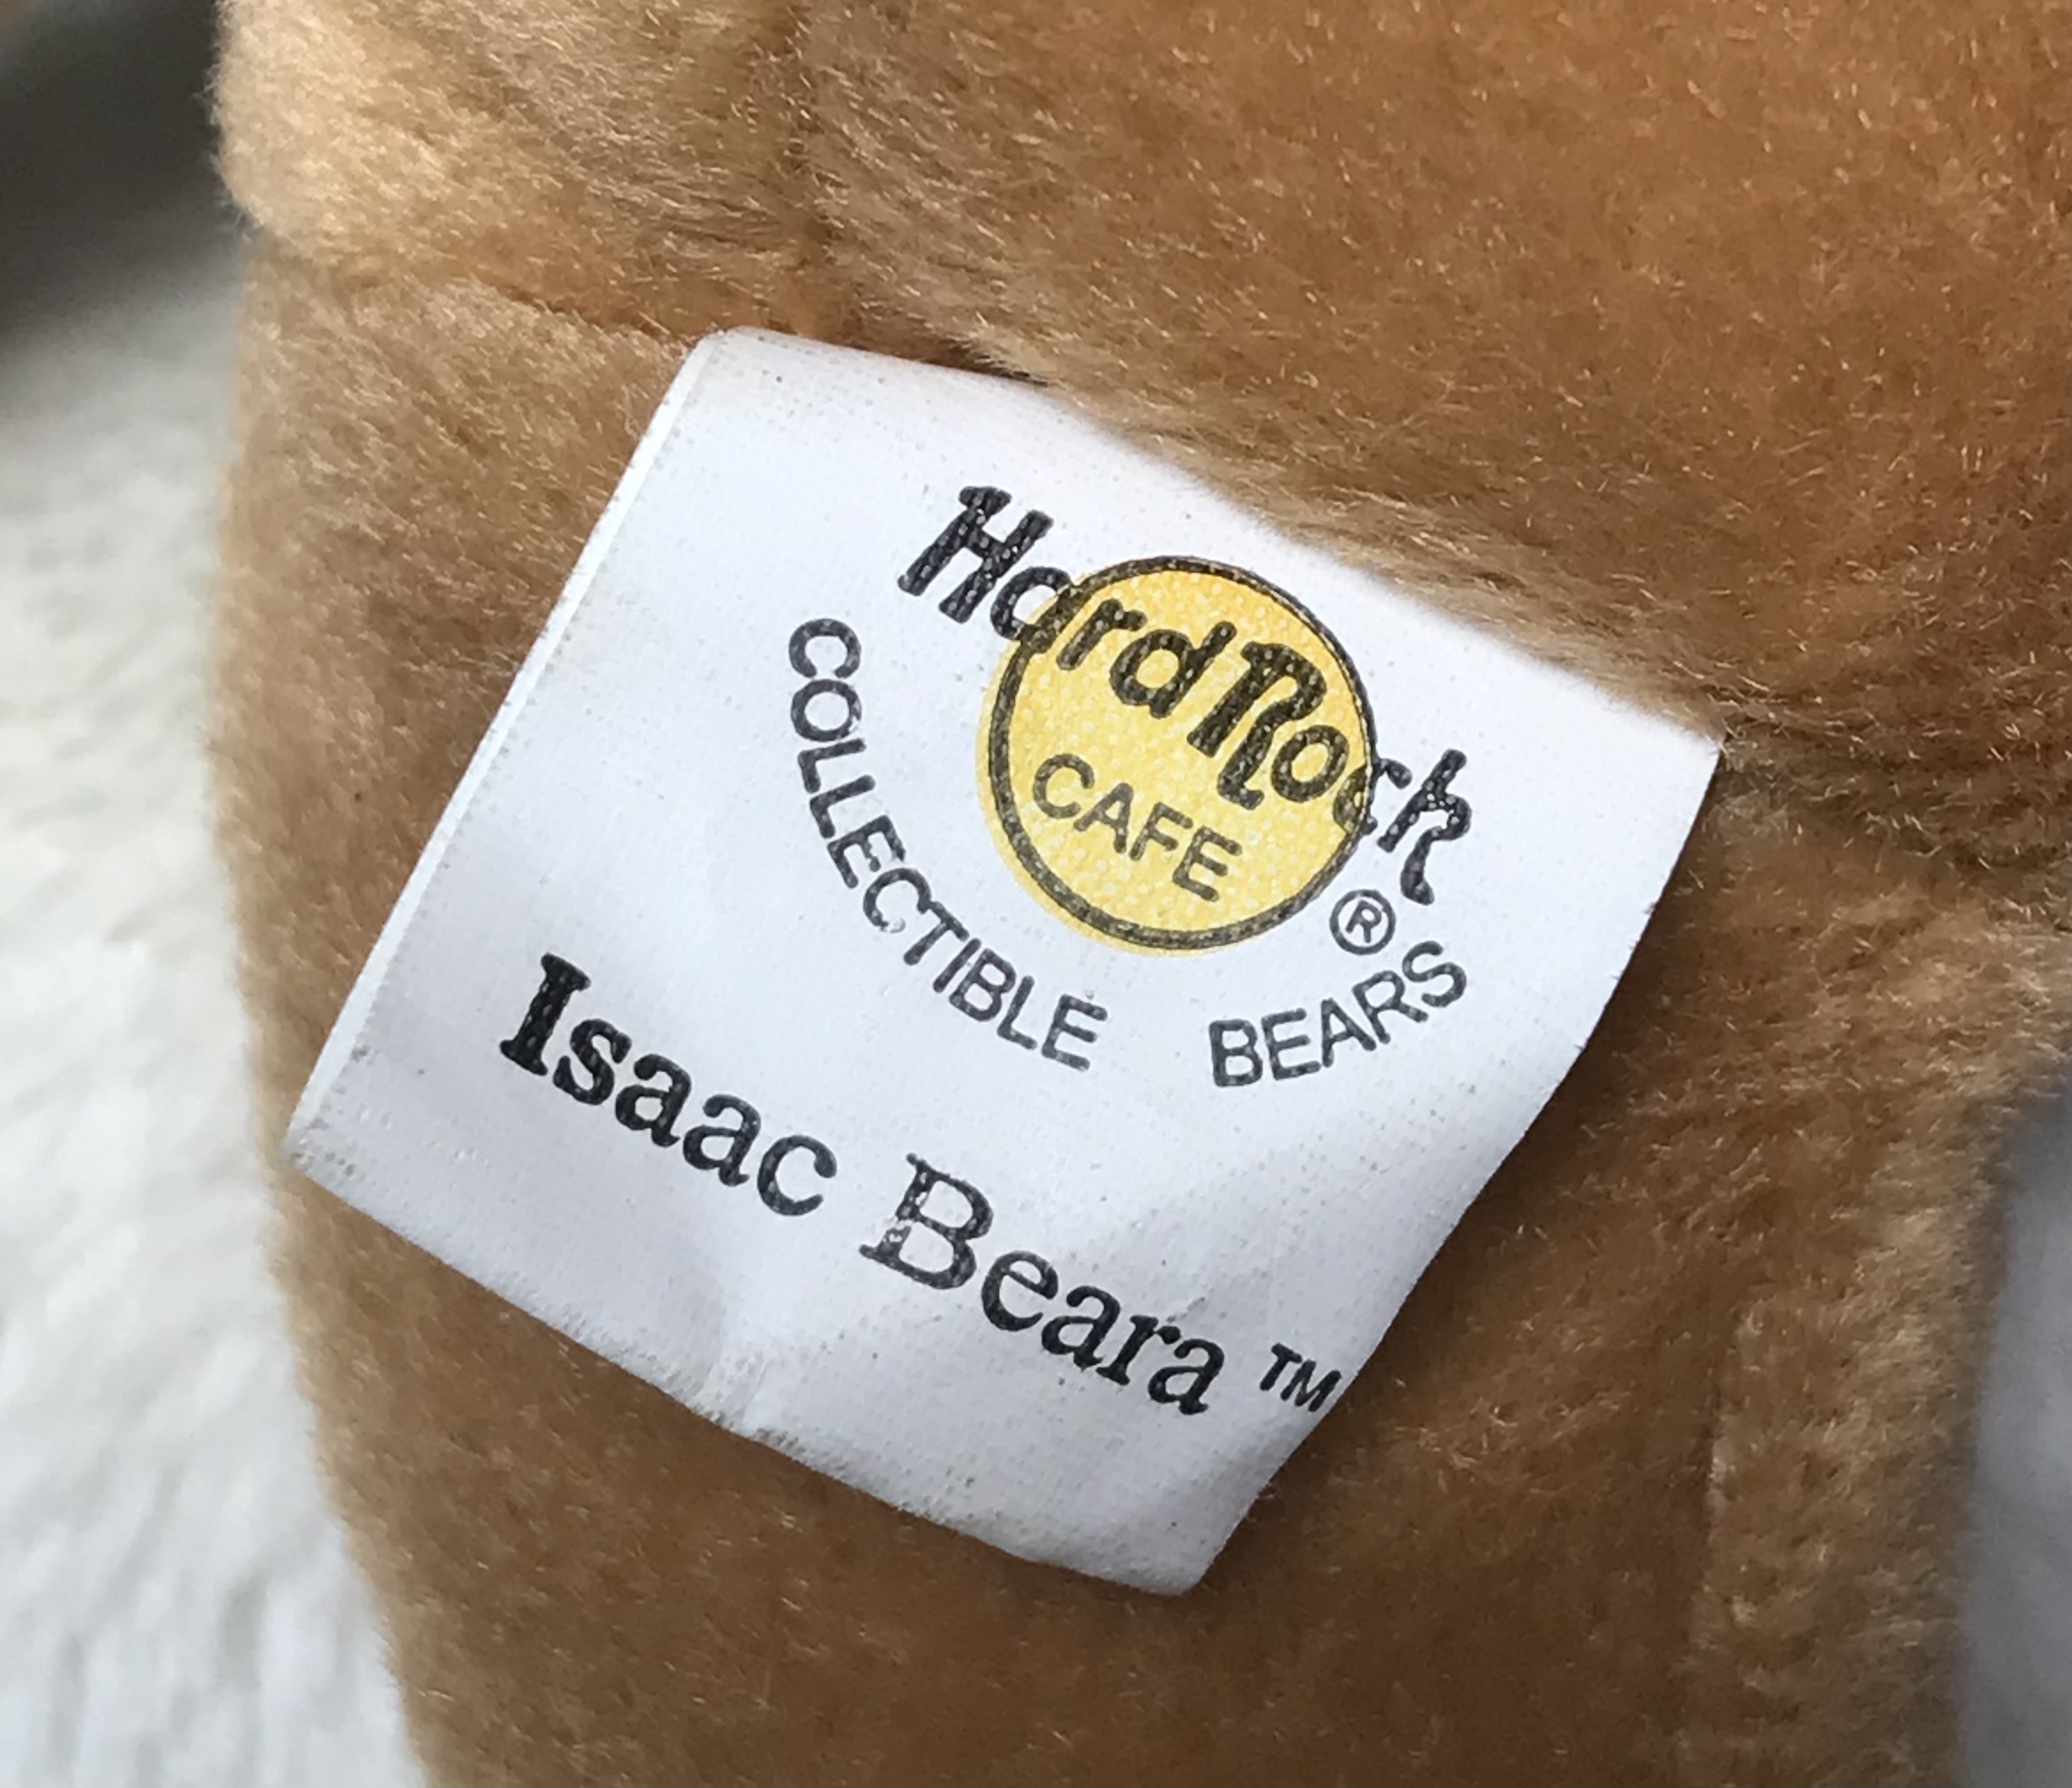 Hard Rock
CAFE
®
COLLECTIBLE BEARS
Isaac Beara ™